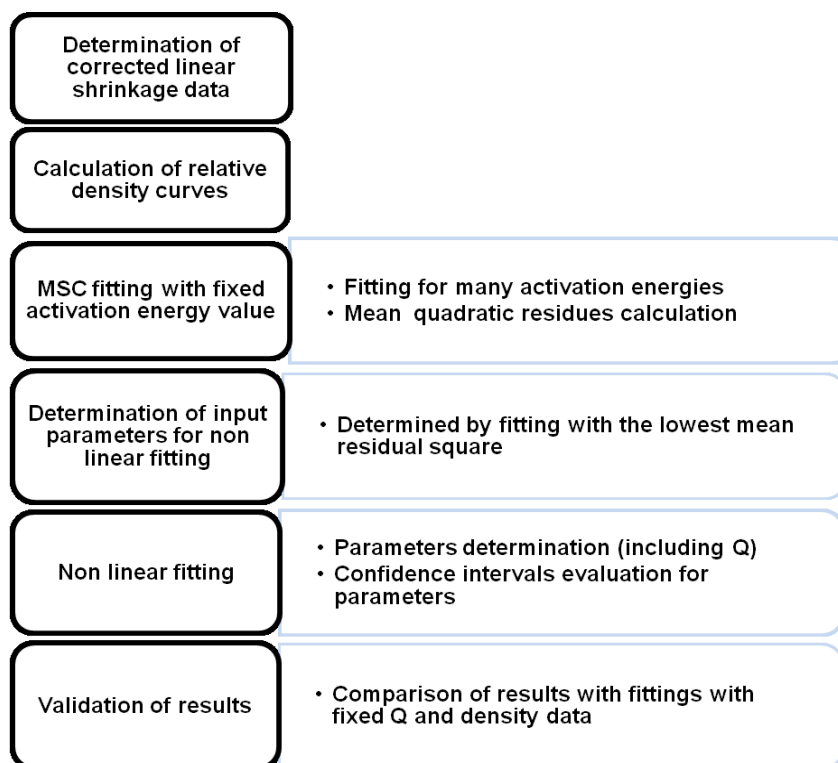 Determination of
corrected linear
shrinkage data
Calculation of relative
density curves
MSC fitting with fixed
activation energy value
• Fitting for many activation energies
• Mean quadratic residues calculation
Determination of input
parameters for non
linear fitting
• Determined by fitting with the lowest mean
residual square
Non linear fitting
• Parameters determination (including Q)
• Confidence intervals evaluation for
parameters
Validation of results
• Comparison of results with fittings with
fixed Q and density data